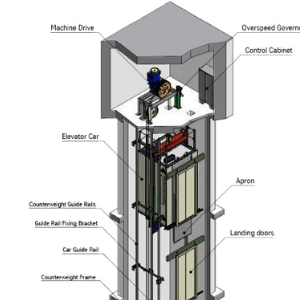 Machine Drive
Overspeed Govern
Control Cabinet
Elevator Car
Apron
Counterweight Guide Rails
Guide Rail Fixing Bracket
Landing doors.
Car Guide Rail
Counterweight Frame